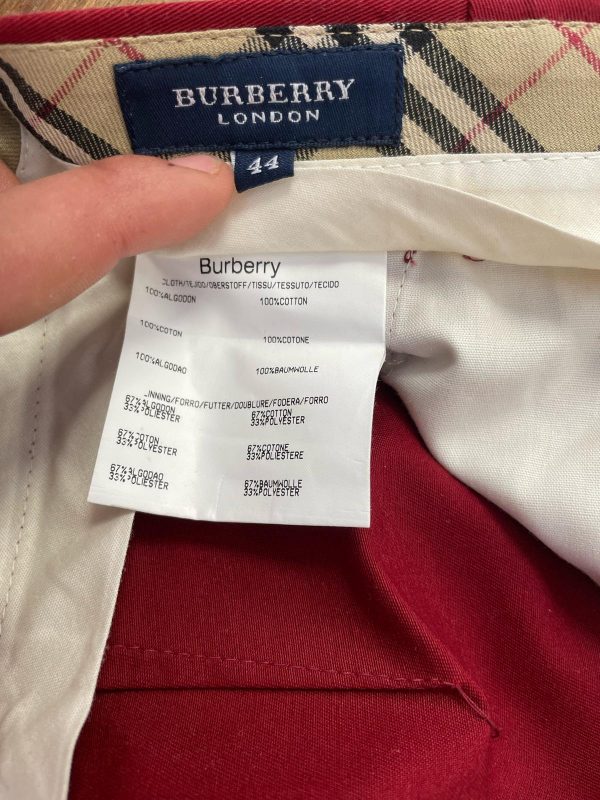 BURBERRY
LONDON
44
Burberry
CLOTH/TEJIDO/OBERSTOFF/TISSU/TESSUTO/TECIDO
100%ALGODON 100%COTTON
100%COTON 100%COTONE
100%ALGODAO 100%BAUMWOLLE
INNING/FORRO/FUTTER/DOUBLURE/FODERA/FORRO
67%ALGODON 67%COTTON
33%POLIESTER 33%POLYESTER
67%COTON 67%COTONE
33%POLYESTER 33%POLIESTERE
67%ALGODAO 67%BAUMWOLLE
33%POLIESTER 33%POLYESTER